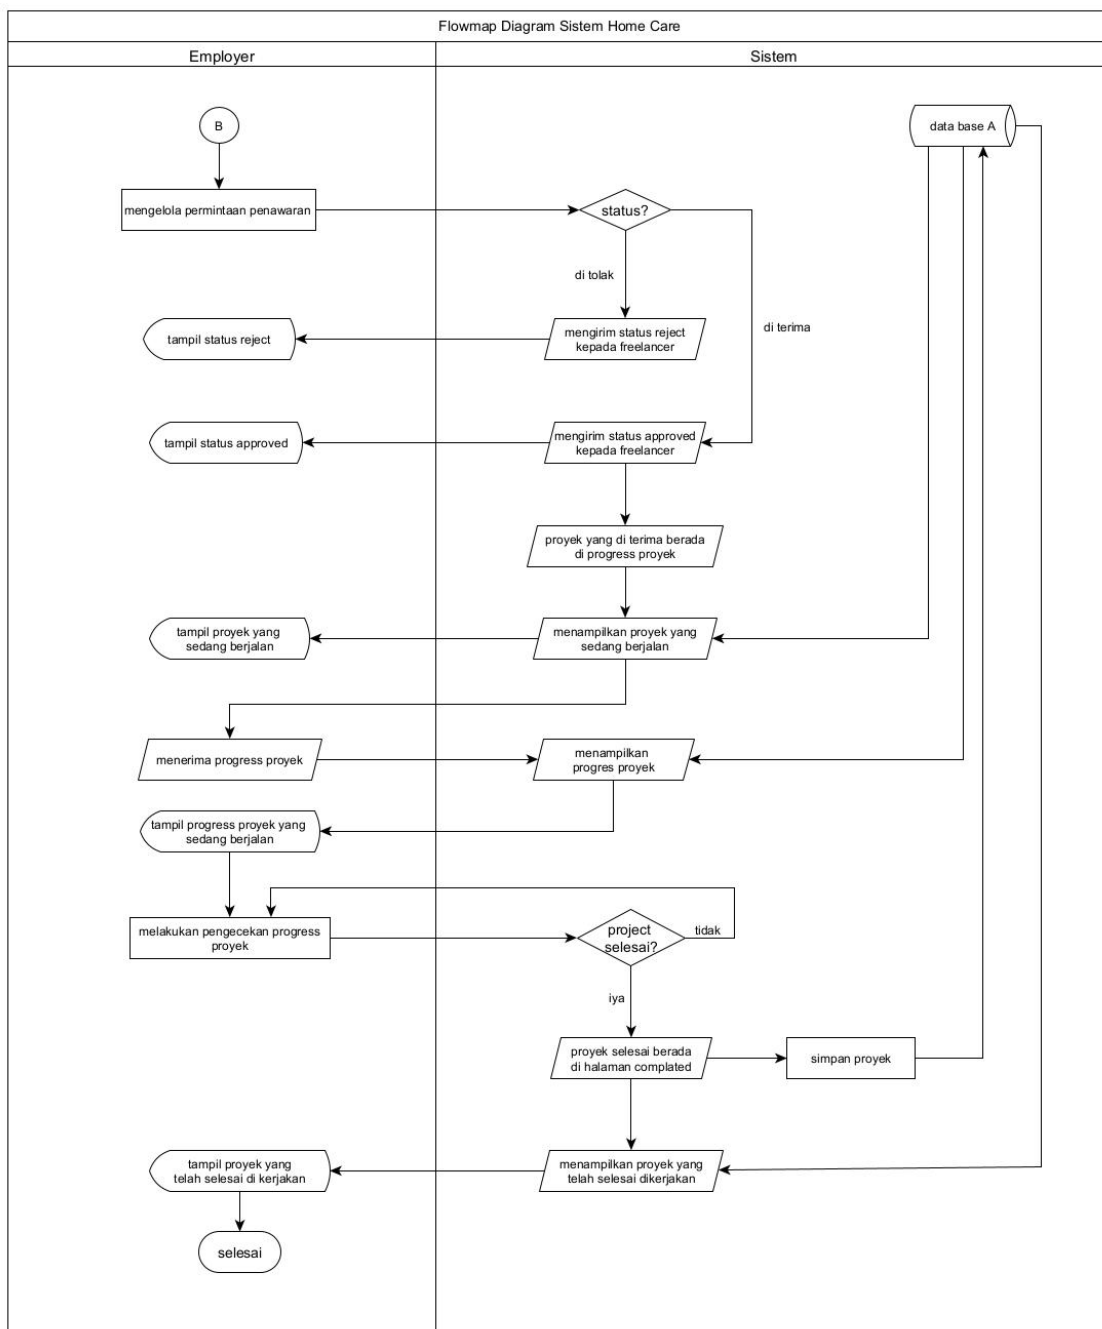 Flowmap Diagram Sistem Home Care
Employer
Sistem
B
data base A
mengelola permintaan penawaran
status?
di tolak
di terima
tampil status reject
mengirim status reject
kepada freelancer
tampil status approved
mengirim status approved
kepada freelancer
proyek yang di terima berada
di progress proyek
tampil proyek yang
sedang berjalan
menampilkan proyek yang
sedang berjalan
menerima progress proyek
menampilkan
progres proyek
tampil progress proyek yang
sedang berjalan
melakukan pengecekan progress
proyek
project
selesai?
tidak
iya
proyek selesai berada
di halaman complated
simpan proyek
tampil proyek yang
telah selesai di kerjakan
menampilkan proyek yang
telah selesai dikerjakan
selesai